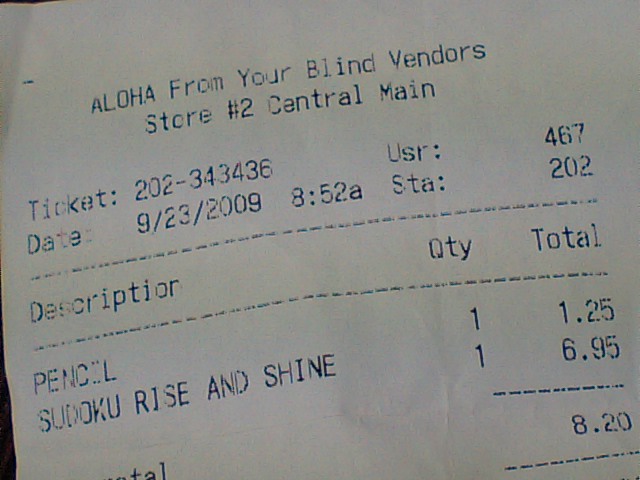 ALOHA From Your Blind Vendors
Store #2 Central Main
Ticket: 202-343436 Usr: 467
Date: 9/23/2009 8:52a Sta: 202
Description Qty Total
PENCIL 1 1.25
SUDOKU RISE AND SHINE 1 6.95
8.20